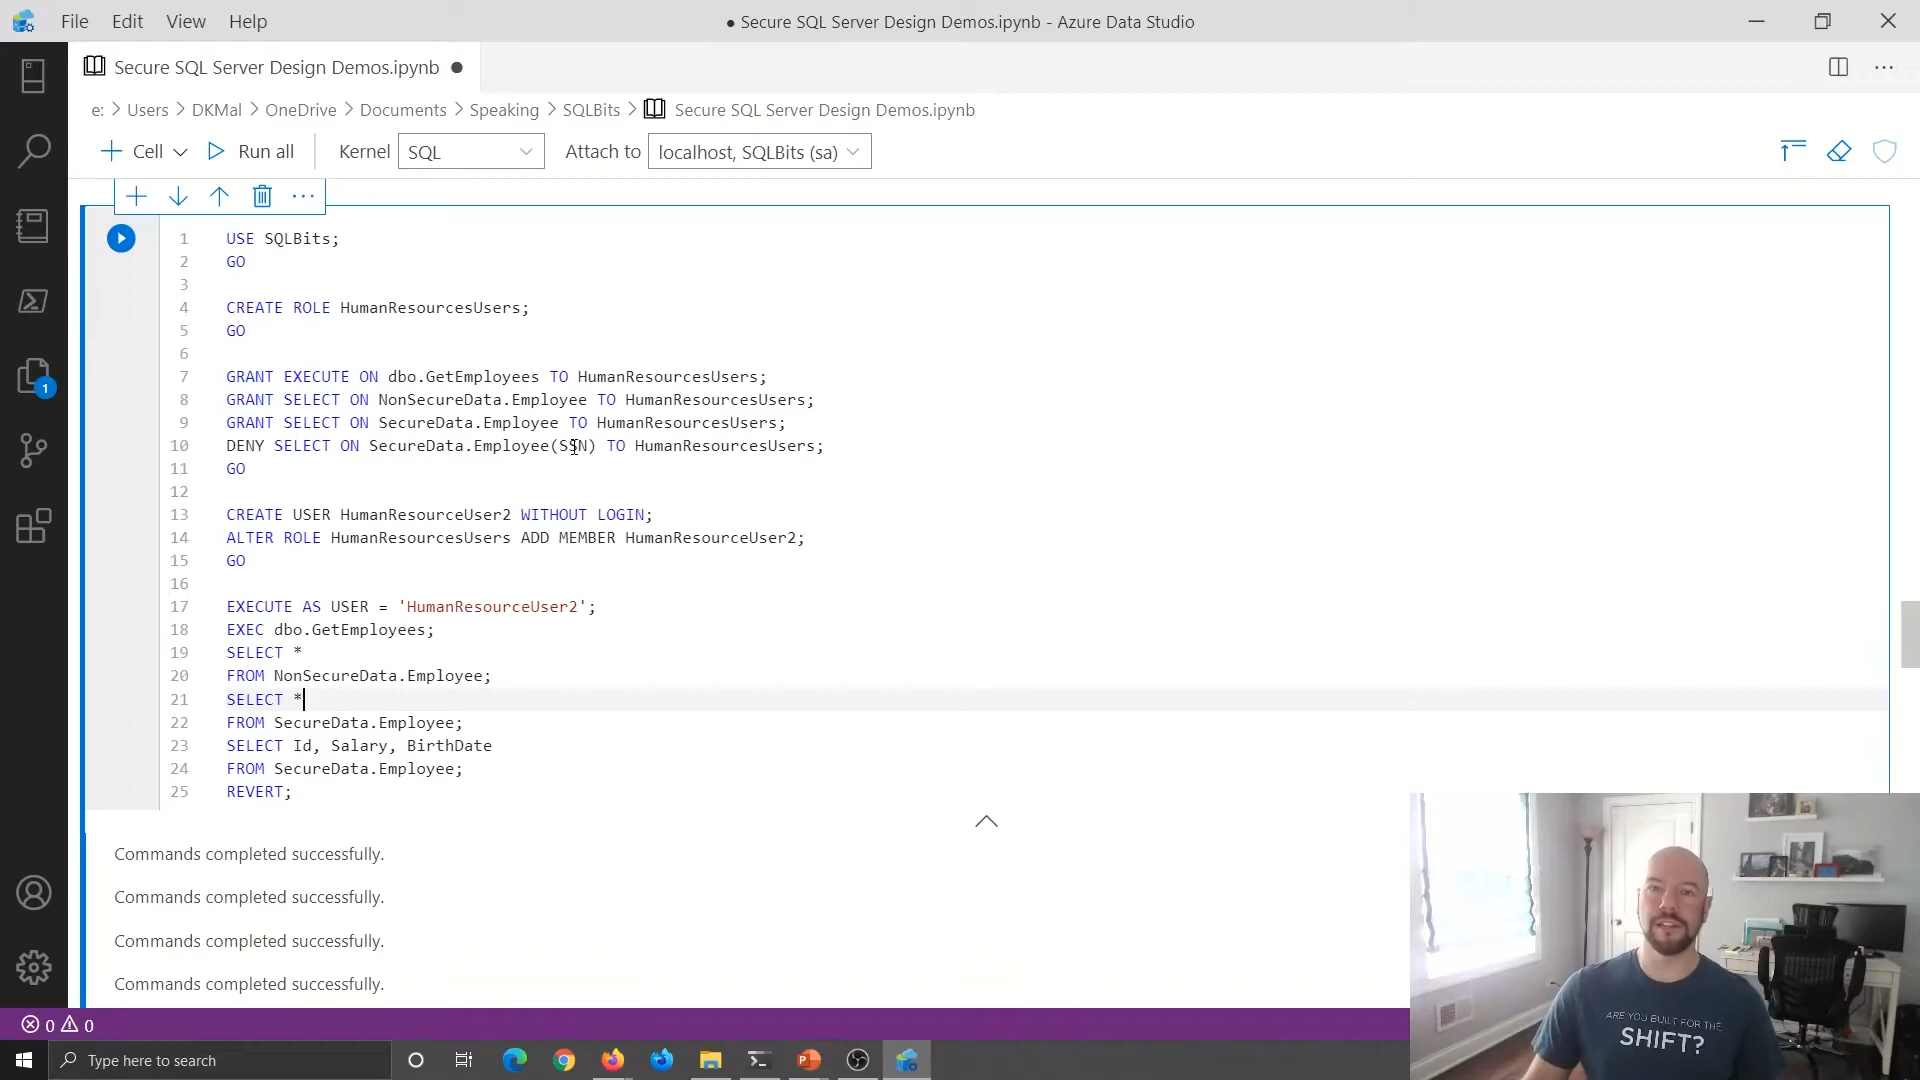 File Edit View Help
● Secure SQL Server Design Demos.ipynb - Azure Data Studio
Secure SQL Server Design Demos.ipynb ●
e: > Users > DKMal > OneDrive > Documents > Speaking > SQLBits > Secure SQL Server Design Demos.ipynb
Cell Run all Kernel SQL Attach to localhost, SQLBits (sa)
1 USE SQLBits;
2 GO
3
4 CREATE ROLE HumanResourcesUsers;
5 GO
6
7 GRANT EXECUTE ON dbo.GetEmployees TO HumanResourcesUsers;
8 GRANT SELECT ON NonSecureData.Employee TO HumanResourcesUsers;
9 GRANT SELECT ON SecureData.Employee TO HumanResourcesUsers;
10 DENY SELECT ON SecureData.Employee(SSN) TO HumanResourcesUsers;
11 GO
12
13 CREATE USER HumanResourceUser2 WITHOUT LOGIN;
14 ALTER ROLE HumanResourcesUsers ADD MEMBER HumanResourceUser2;
15 GO
16
17 EXECUTE AS USER = 'HumanResourceUser2';
18 EXEC dbo.GetEmployees;
19 SELECT *
20 FROM NonSecureData.Employee;
21 SELECT *
22 FROM SecureData.Employee;
23 SELECT Id, Salary, BirthDate
24 FROM SecureData.Employee;
25 REVERT;
1
Commands completed successfully.
Commands completed successfully.
Commands completed successfully.
Commands completed successfully.
ARE YOU BUILT FOR THE
SHIFT?
0 0
Type here to search